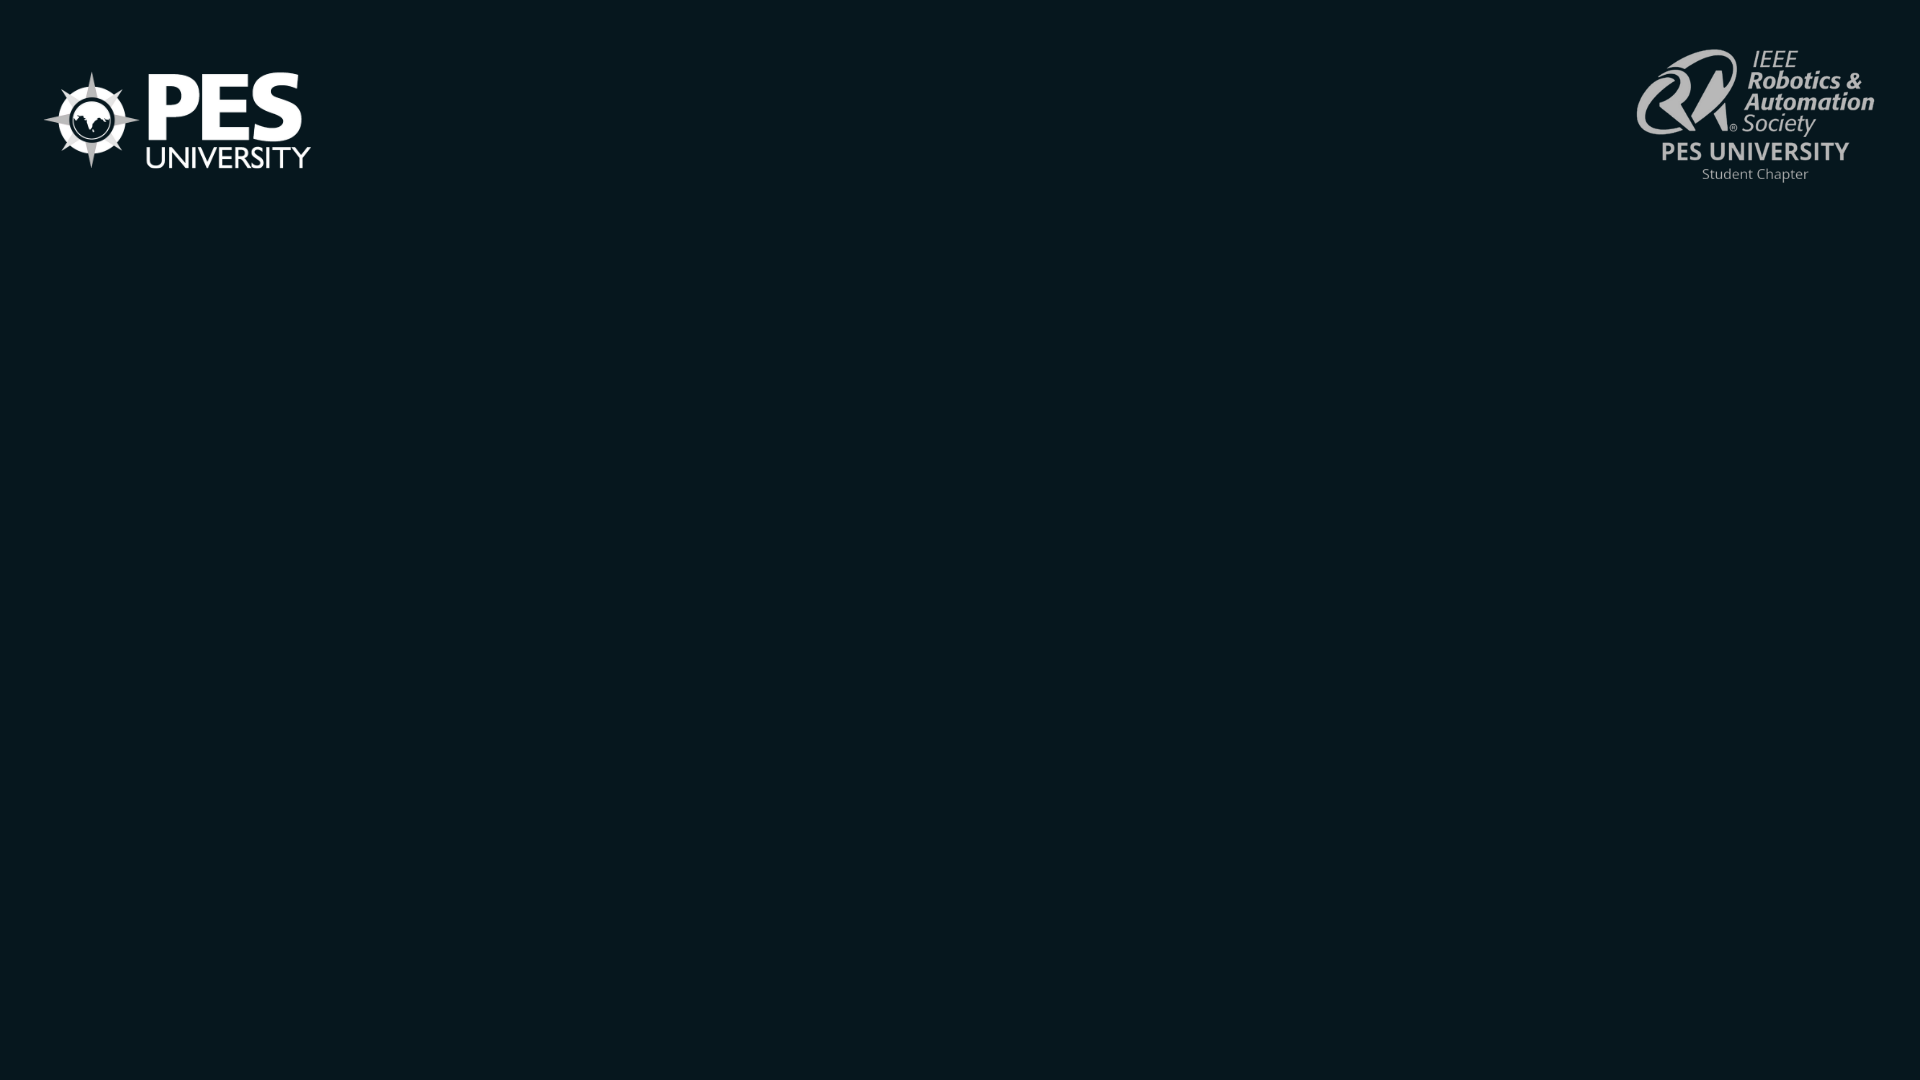 PES
UNIVERSITY
IEEE
Robotics &
Automation
® Society
PES UNIVERSITY
Student Chapter